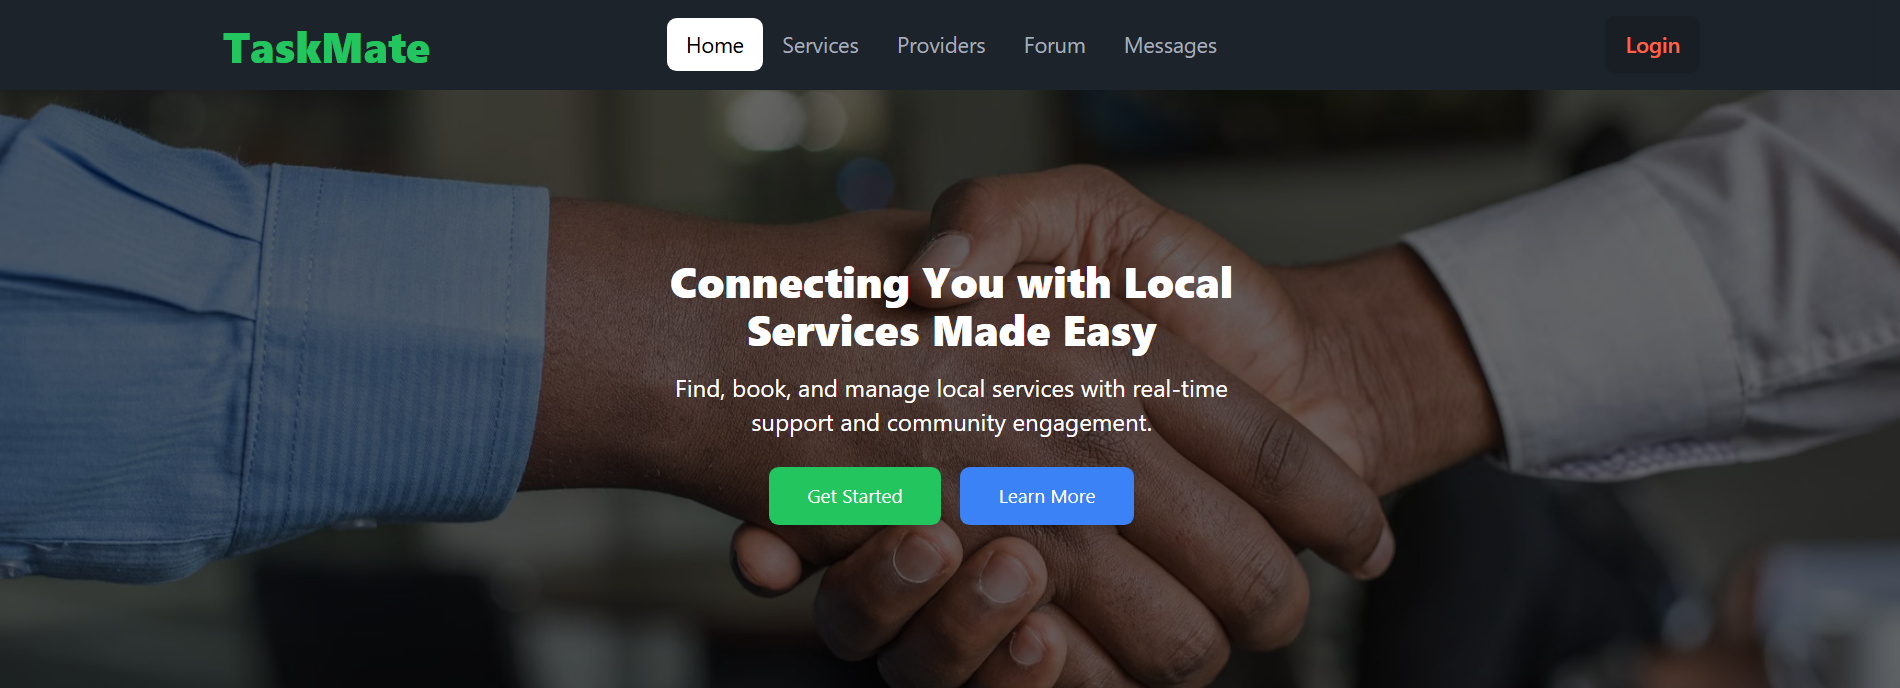 TaskMate
Home Services Providers Forum Messages
Login
Connecting You with Local
Services Made Easy
Find, book, and manage local services with real-time
support and community engagement.
Get Started Learn More